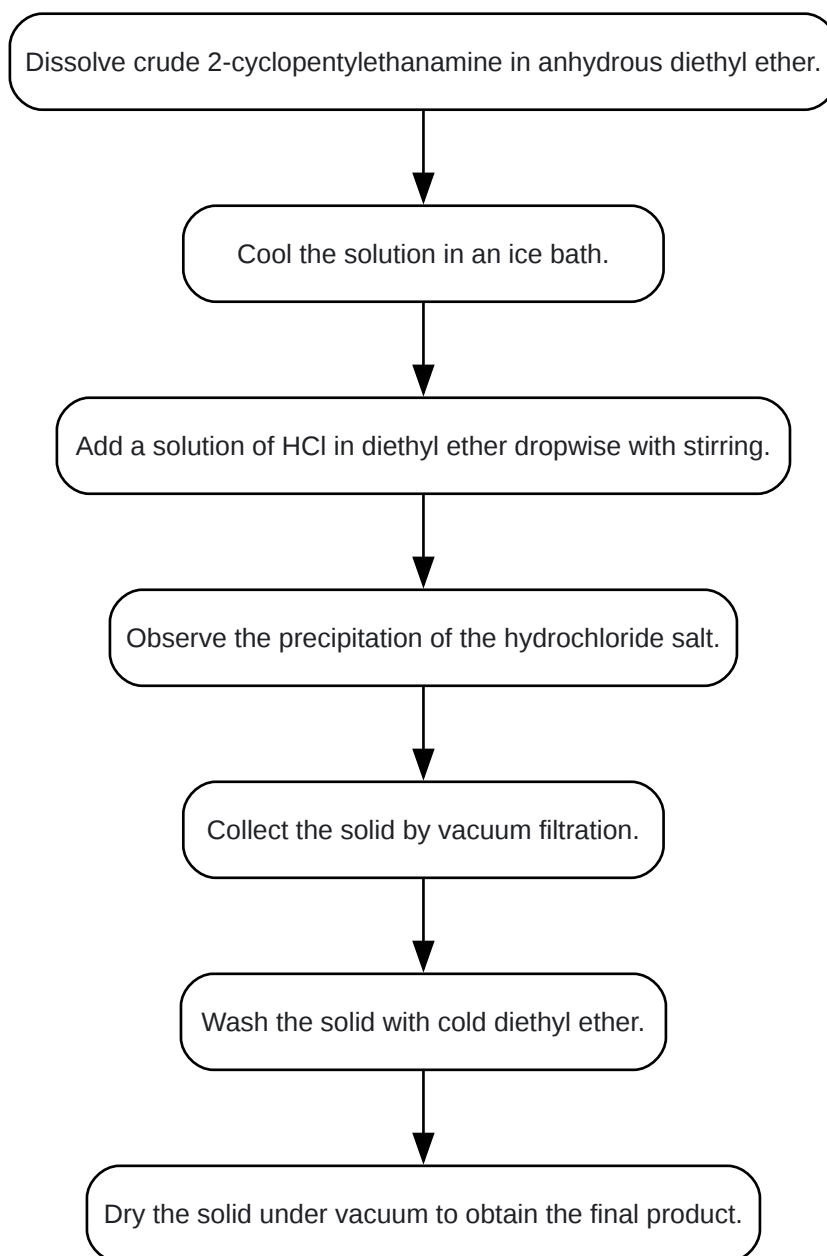 Dissolve crude 2-cyclopentylethanamine in anhydrous diethyl ether.
Cool the solution in an ice bath.
Add a solution of HCl in diethyl ether dropwise with stirring.
Observe the precipitation of the hydrochloride salt.
Collect the solid by vacuum filtration.
Wash the solid with cold diethyl ether.
Dry the solid under vacuum to obtain the final product.